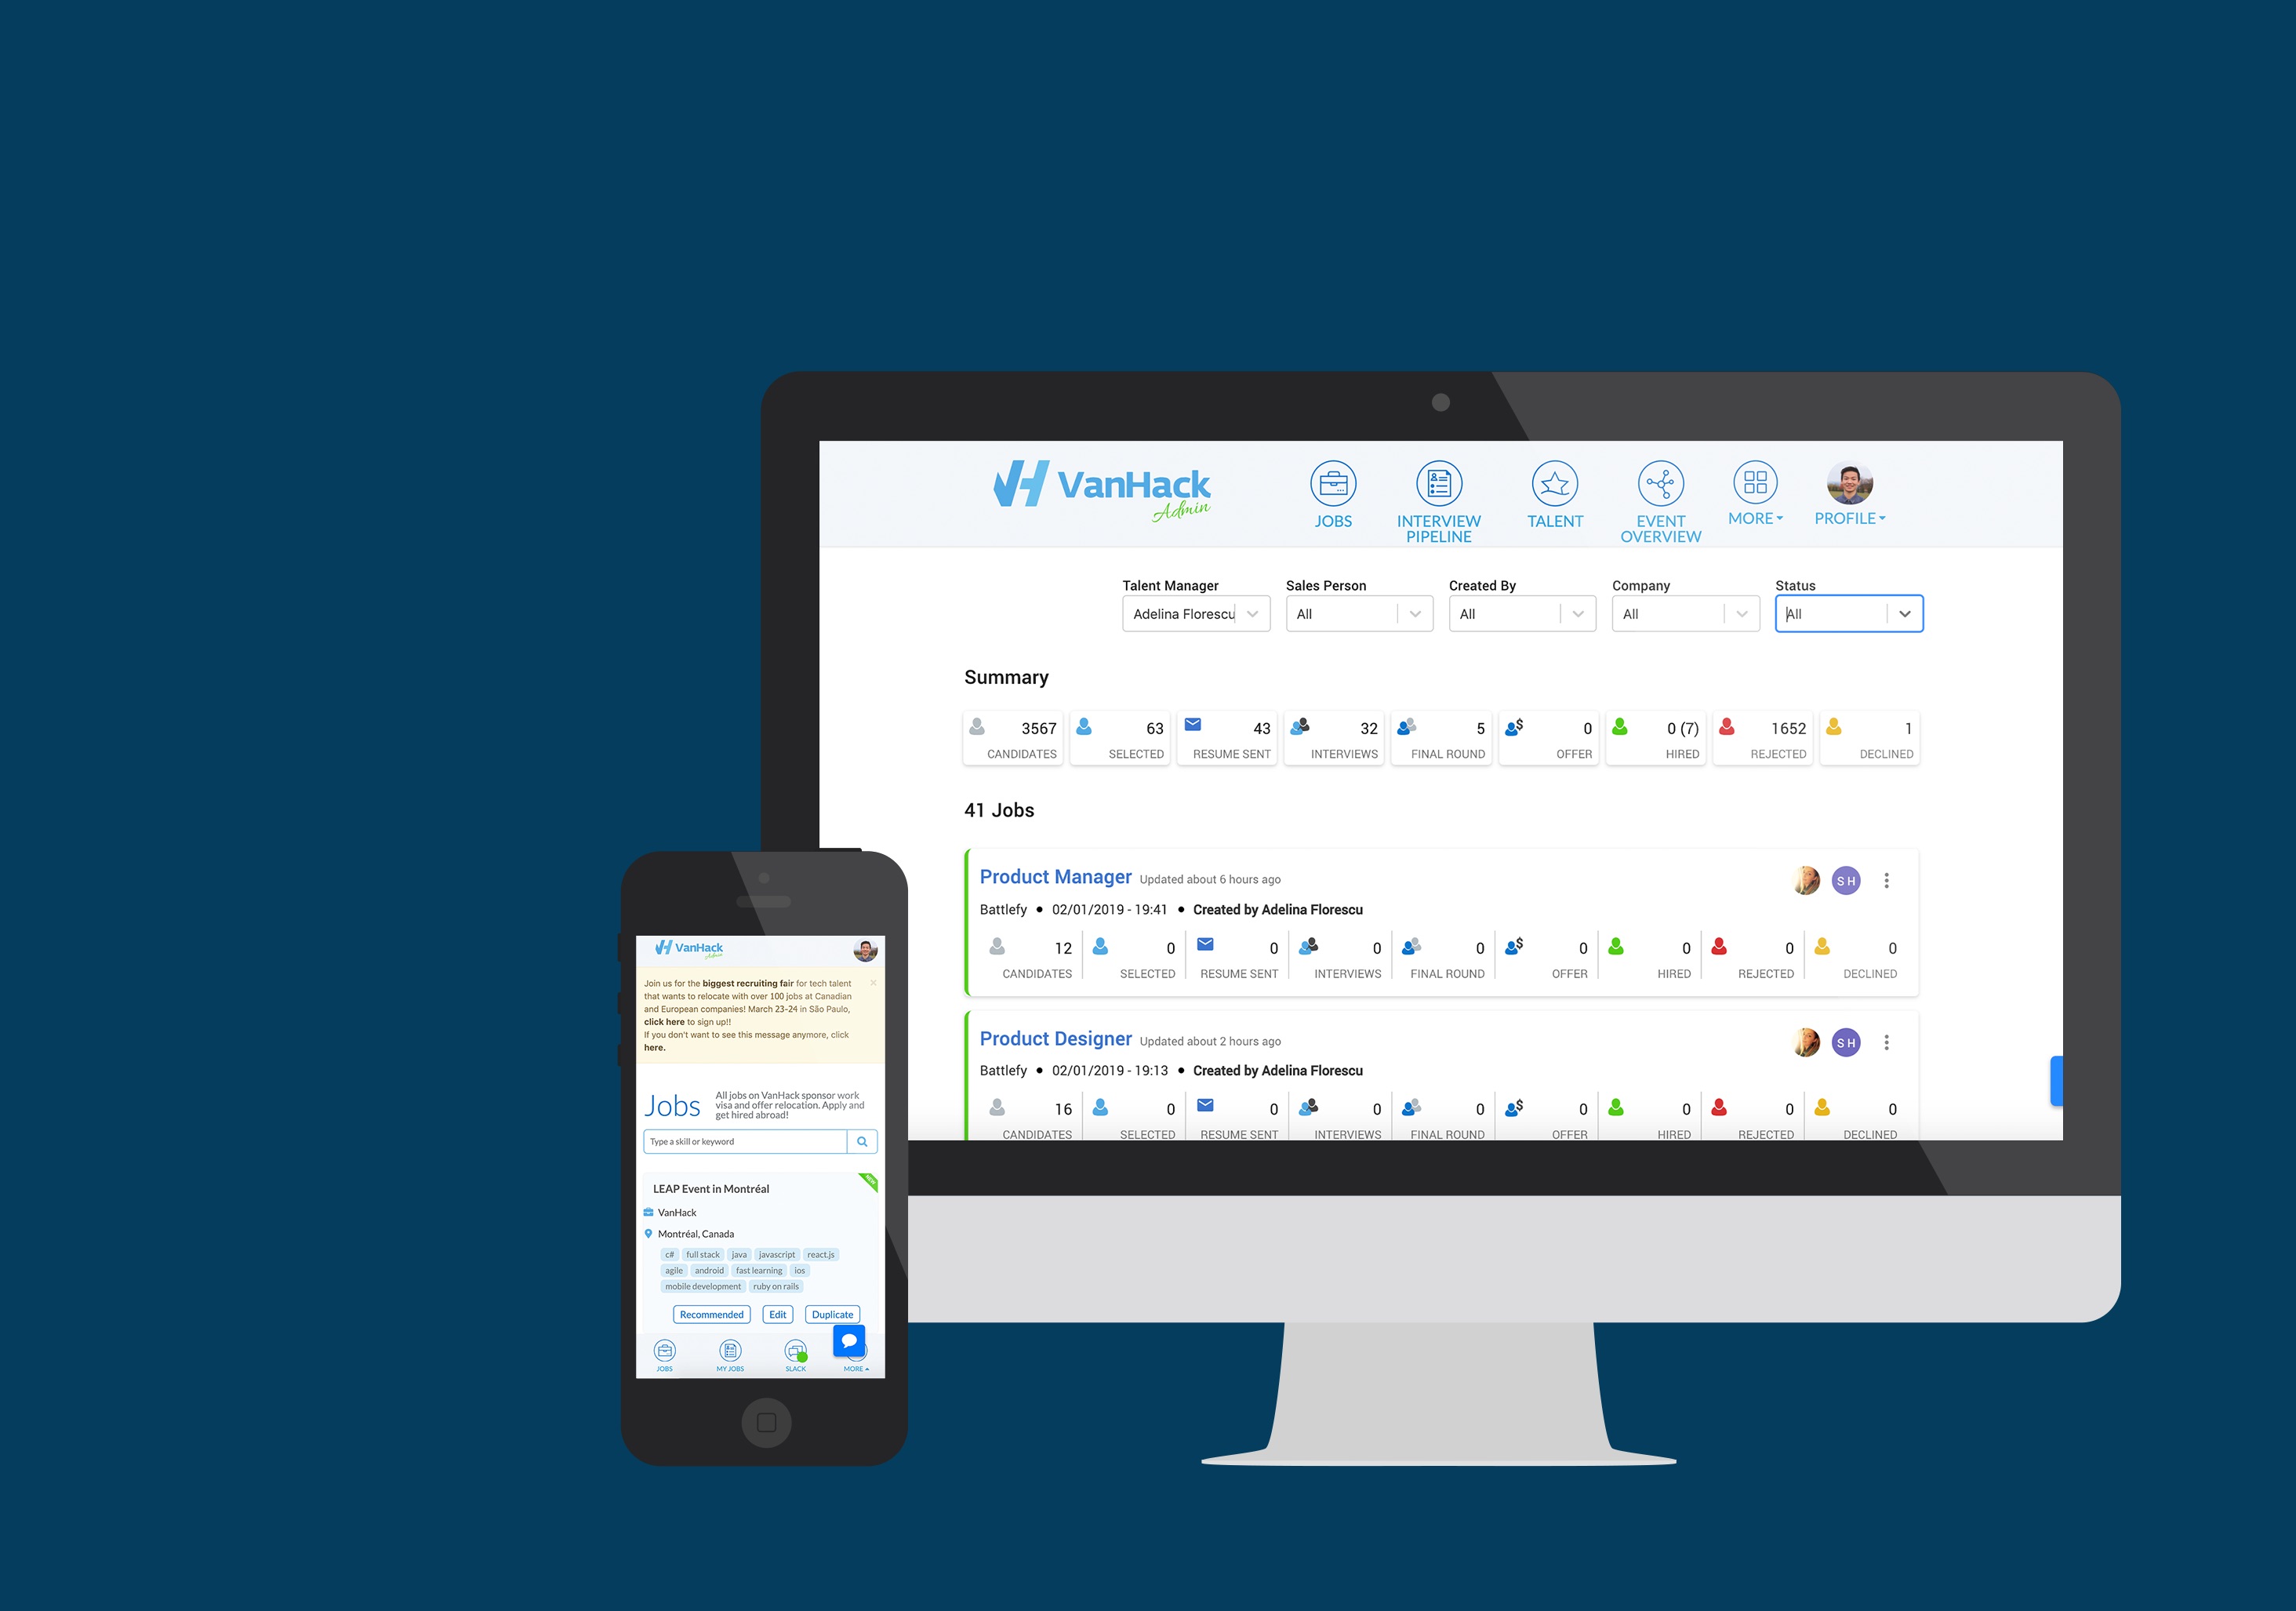 VanHack
Admin
JOBS
INTERVIEW
PIPELINE
TALENT
EVENT
OVERVIEW
MORE
PROFILE
Talent Manager
Sales Person
Created By
Company
Status
Adelina Florescu
All
All
All
All
Summary
3567
CANDIDATES
63
SELECTED
43
RESUME SENT
32
INTERVIEWS
5
FINAL ROUND
$
0
OFFER
0 (7)
HIRED
1652
REJECTED
1
DECLINED
41 Jobs
Product Manager Updated about 6 hours ago
S H
Battlefy • 02/01/2019 - 19:41 • Created by Adelina Florescu
12
CANDIDATES
0
SELECTED
0
RESUME SENT
0
INTERVIEWS
0
FINAL ROUND
$
0
OFFER
0
HIRED
0
REJECTED
0
DECLINED
Product Designer Updated about 2 hours ago
S H
Battlefy • 02/01/2019 - 19:13 • Created by Adelina Florescu
16
CANDIDATES
0
SELECTED
0
RESUME SENT
0
INTERVIEWS
0
FINAL ROUND
$
0
OFFER
0
HIRED
0
REJECTED
0
DECLINED
VanHack
Admin
Join us for the biggest recruiting fair for tech talent
that wants to relocate with over 100 jobs at Canadian
and European companies! March 23-24 in São Paulo,
click here to sign up!!
If you don't want to see this message anymore, click
here.
Jobs
All jobs on VanHack sponsor work
visa and offer relocation. Apply and
get hired abroad!
Type a skill or keyword
NEW
LEAP Event in Montréal
VanHack
Montréal, Canada
c# full stack java javascript react.js
agile android fast learning ios
mobile development ruby on rails
Recommended Edit Duplicate
JOBS MY JOBS SLACK MORE